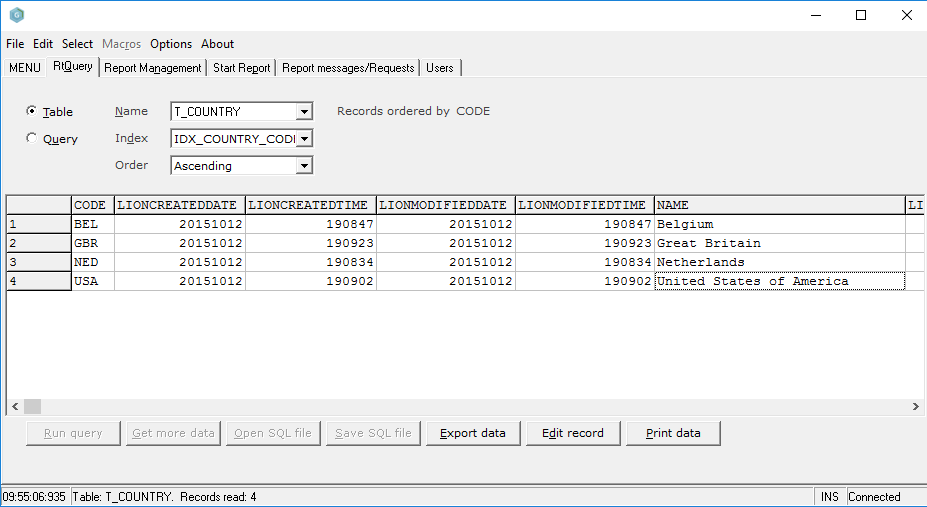 File Edit Select Macros Options About
MENU RtQuery Report Management Start Report Report messages/Requests Users
Table Name T_COUNTRY Records ordered by CODE
Query Index IDX_COUNTRY_CODI
Order Ascending
CODE LIONCREATEDDATE LIONCREATEDTIME LIONMODIFIEDDATE LIONMODIFIEDTIME NAME LI
1 BEL 20151012 190847 20151012 190847 Belgium
2 GBR 20151012 190923 20151012 190923 Great Britain
3 NED 20151012 190834 20151012 190834 Netherlands
4 USA 20151012 190902 20151012 190902 United States of America
Run query Get more data Open SQL file Save SQL file Export data Edit record Print data
09:55:06:935 Table: T_COUNTRY. Records read: 4 INS Connected